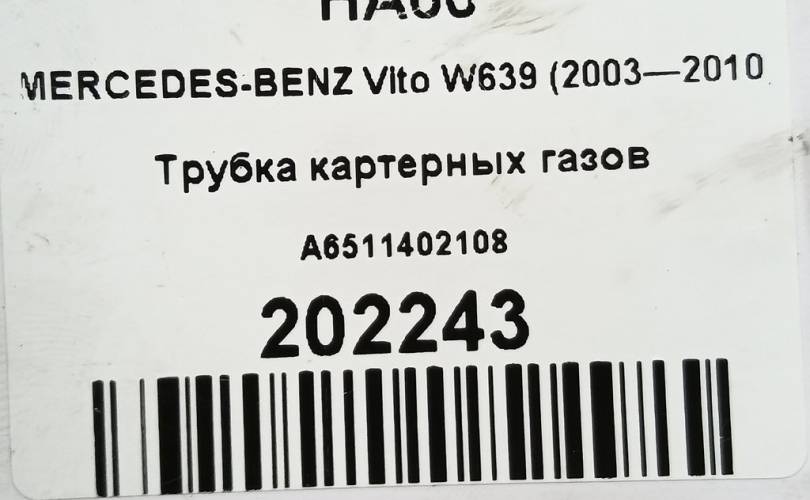 MERCEDES-BENZ Vito W639 (2003—2010
Трубка картерных газов
A6511402108
202243